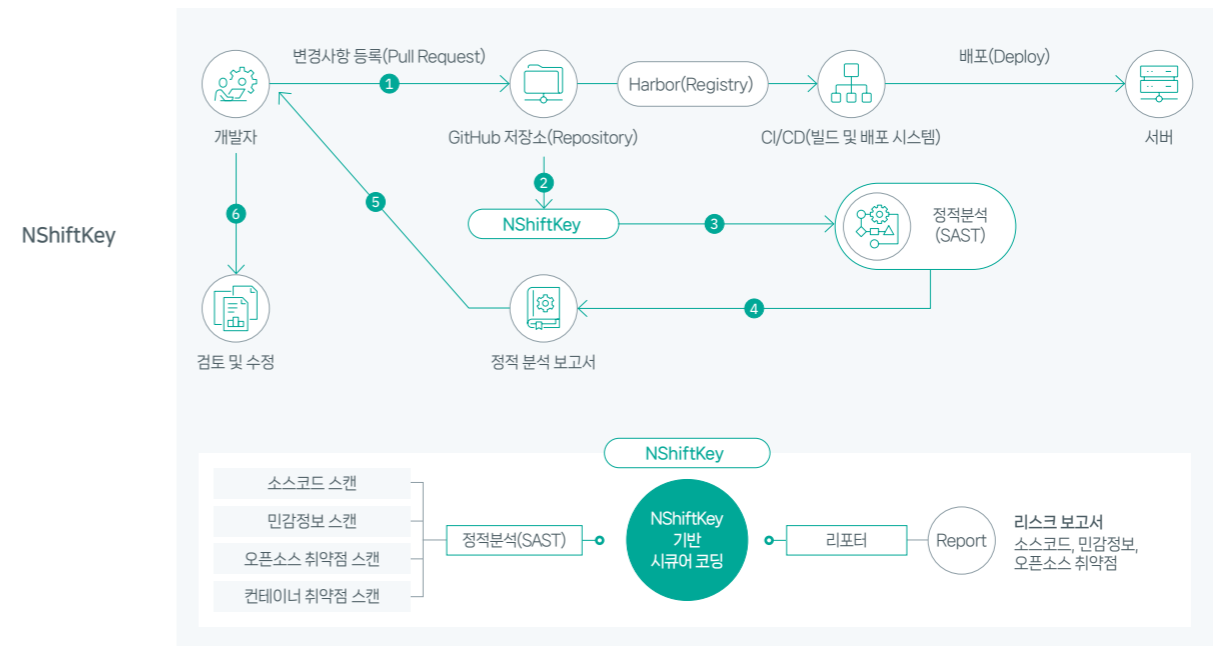 NShiftKey
변경사항 등록(Pull Request)
1
개발자
GitHub 저장소(Repository)
Harbor(Registry)
CI/CD(빌드 및 배포 시스템)
배포(Deploy)
서버
2
NShiftKey
3
정적분석
(SAST)
4
정적 분석 보고서
5
6
검토 및 수정
NShiftKey
소스코드 스캔
민감정보 스캔
오픈소스 취약점 스캔
컨테이너 취약점 스캔
정적분석(SAST)
NShiftKey
기반
시큐어 코딩
리포터
Report
리스크 보고서
소스코드, 민감정보,
오픈소스 취약점